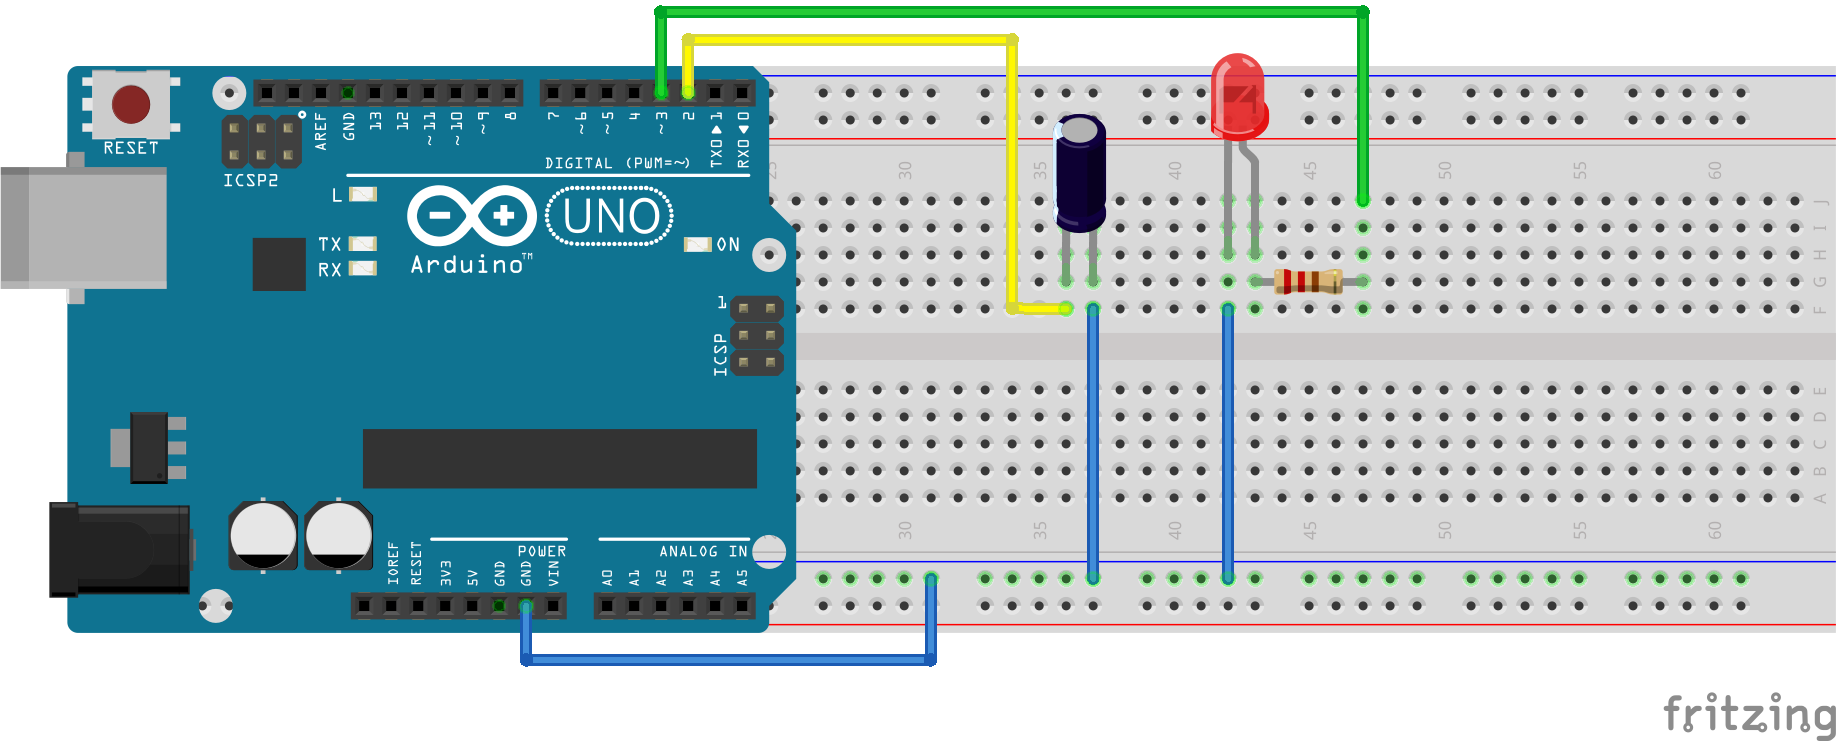 RESET
ICSP2
AREF
GND
13
12
~11
~10
~9
8
7
~6
~5
4
~3
2
TX0▶1
RX0◀0
DIGITAL (PWM=~)
L
TX
RX
UNO
ON
Arduino™
1
ICSP
IOREF
RESET
3V3
5V
GND
GND
VIN
POWER
ANALOG IN
A0
A1
A2
A3
A4
A5
25 30 35 40 45 50 55 60
J
I
H
G
F
E
D
C
B
A
30 35 40 45 50 55 60
fritzing